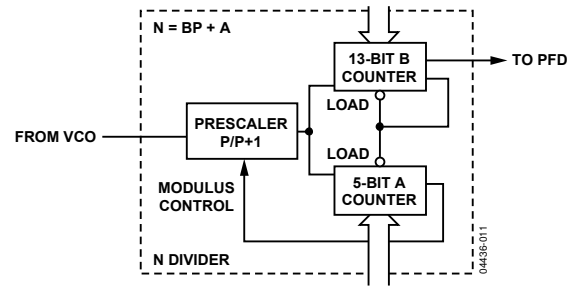 N = BP + A
13-BIT B
COUNTER
TO PFD
LOAD
PRESCALER
P/P+1
FROM VCO
LOAD
MODULUS
CONTROL
5-BIT A
COUNTER
N DIVIDER
04436-011